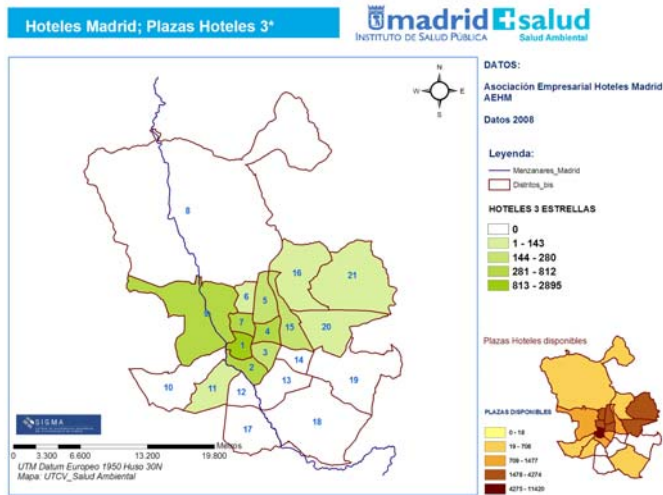 Hoteles Madrid; Plazas Hoteles 3*
madrid salud
INSTITUTO DE SALUD PÚBLICA
Salud Ambiental
DATOS:
Asociación Empresarial Hoteles Madrid
AEHM
Datos 2008
Leyenda:
Manzanares_Madrid
Distritos_bis
HOTELES 3 ESTRELLAS
0
1 - 143
144 - 280
281 - 812
813 - 2895
N
W
E
S
8
16
21
9
6
5
7
4
15
20
1
3
2
14
10
11
12
13
19
17
18
SISMA
Metros
0
3.300
6.600
13.200
19.800
UTM Datum Europeo 1950 Huso 30N
Mapa: UTCV_Salud Ambiental
Plazas Hoteles disponibles
PLAZAS DISPONIBLES
0 - 18
19 - 708
709 - 1477
1478 - 4274
4275 - 11420